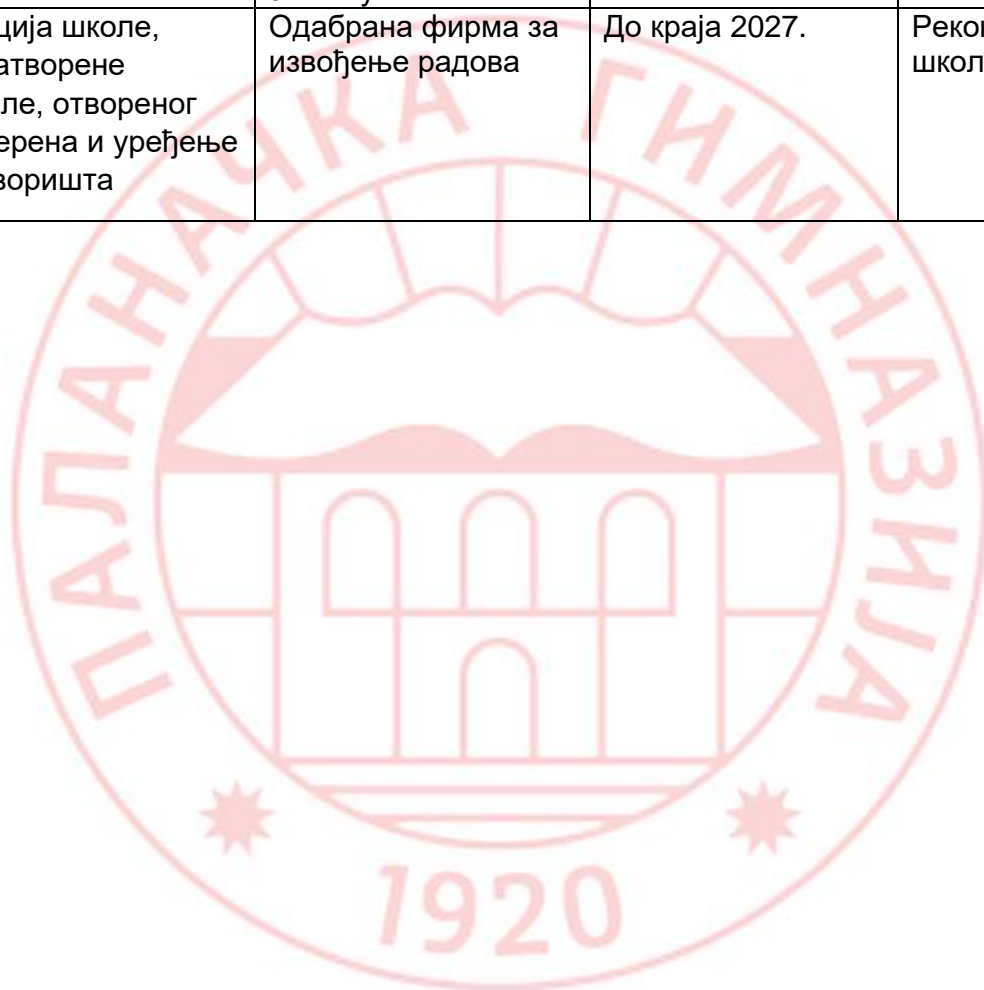 ција школе,
атворене
ле, отвореног
ерена и уређење
воришта
Одабрана фирма за
извођење радова
До краја 2027.
Реко
школ
ПАЛАНАЧКА ГИМНАЗИЈА
1920